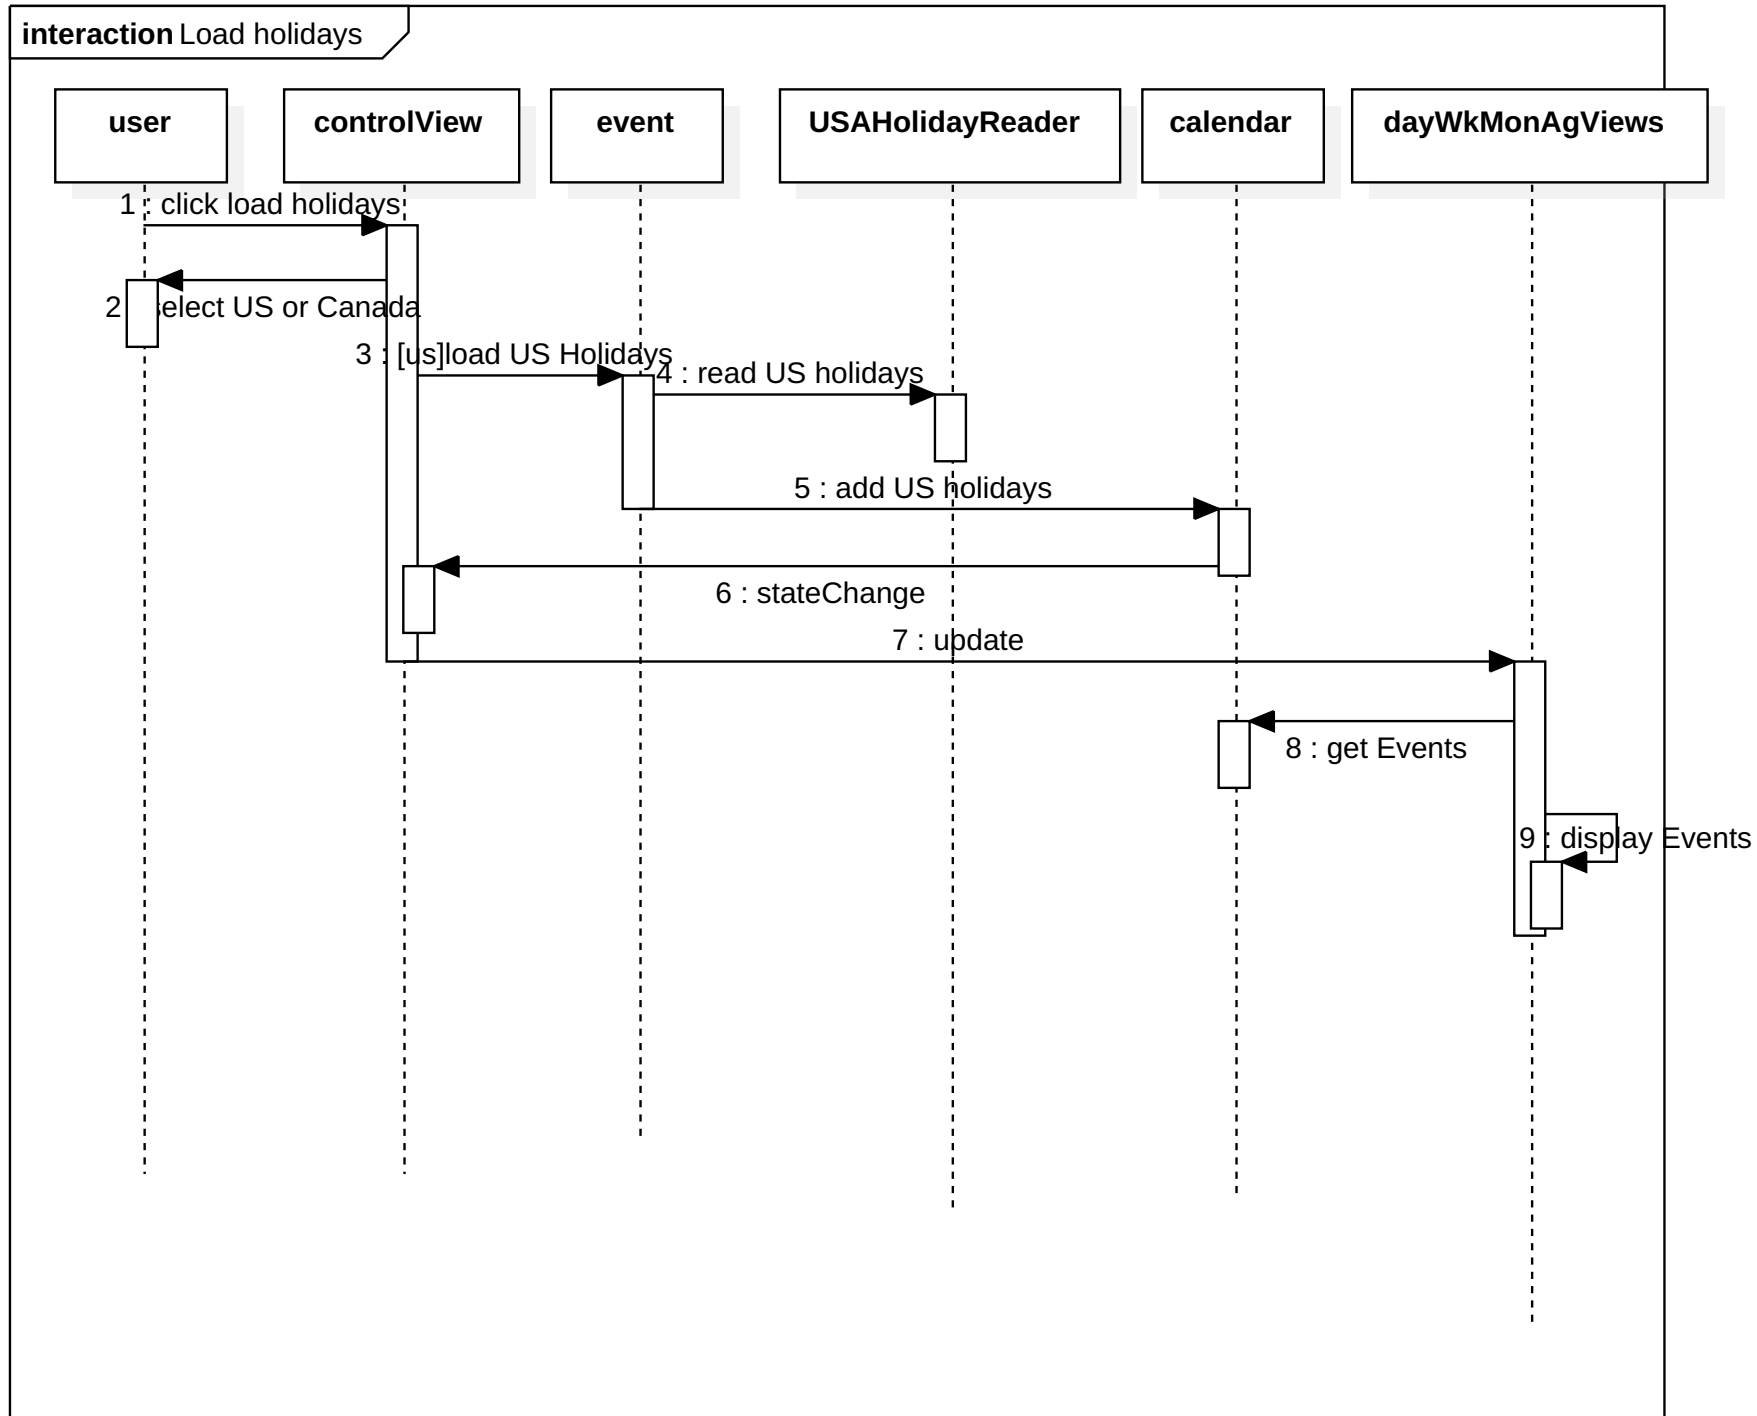 interaction Load holidays
user
controlView
event
USAHolidayReader
calendar
dayWkMonAgViews
1 : click load holidays
2 : select US or Canada
3 : [us]load US Holidays
4 : read US holidays
5 : add US holidays
6 : stateChange
7 : update
8 : get Events
9 : display Events